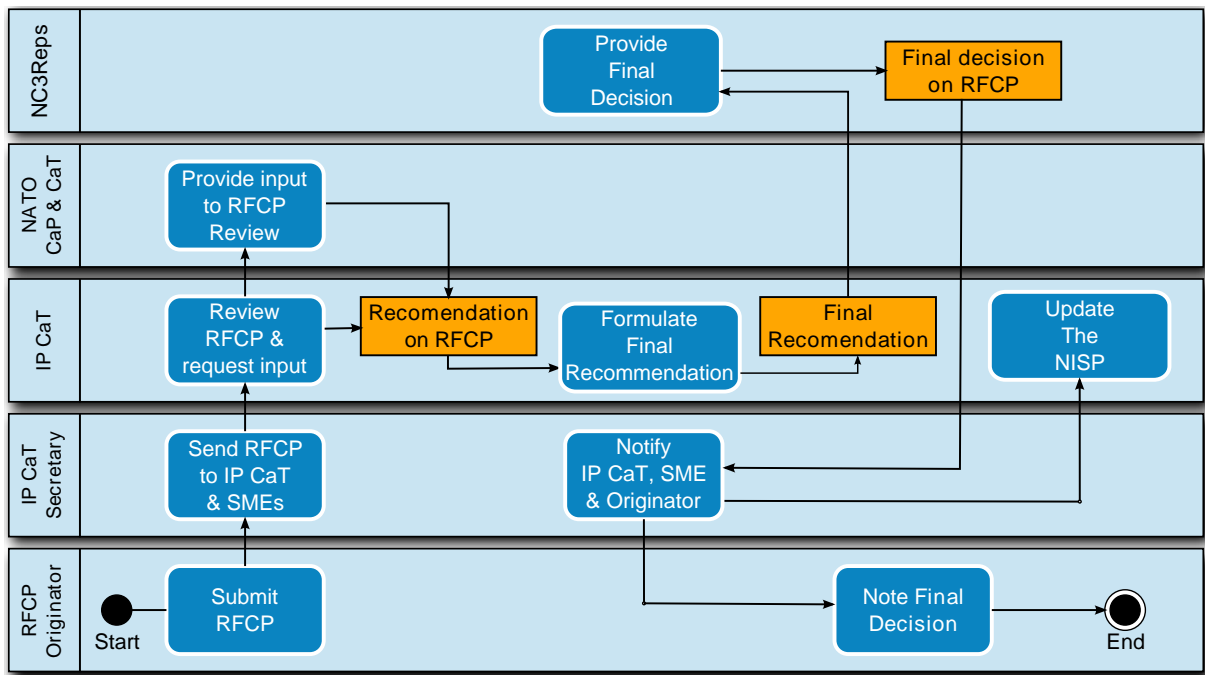 NC3Reps
Provide
Final
Decision
Final decision
on RFCP
NATO
CaP & CaT
Provide input
to RFCP
Review
IP CaT
Review
RFCP &
request input
Recomendation
on RFCP
Formulate
Final
Recommendation
Final
Recomendation
Update
The
NISP
IP CaT
Secretary
Send RFCP
to IP CaT
& SMEs
Notify
IP CaT, SME
& Originator
RFCP
Originator
Start
Submit
RFCP
Note Final
Decision
End